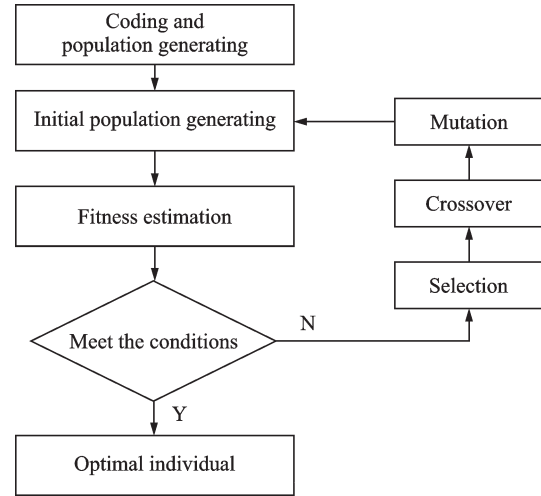 Coding and
population generating
Initial population generating
Mutation
Crossover
Fitness estimation
Selection
Meet the conditions
N
Y
Optimal individual